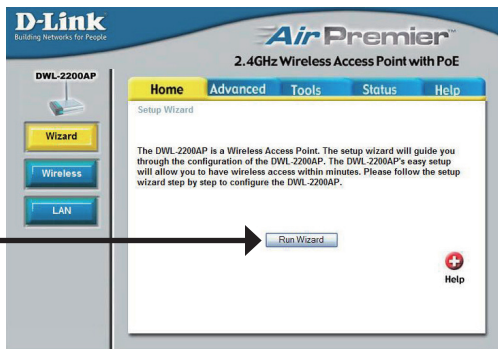 D-Link
Building Networks for People
Air Premier™
2.4GHz Wireless Access Point with PoE
DWL-2200AP
Home Advanced Tools Status Help
Setup Wizard
Wizard
Wireless
LAN
The DWL-2200AP is a Wireless Access Point. The setup wizard will guide you
through the configuration of the DWL-2200AP. The DWL-2200AP's easy setup
will allow you to have wireless access within minutes. Please follow the setup
wizard step by step to configure the DWL-2200AP.
Run Wizard
Help